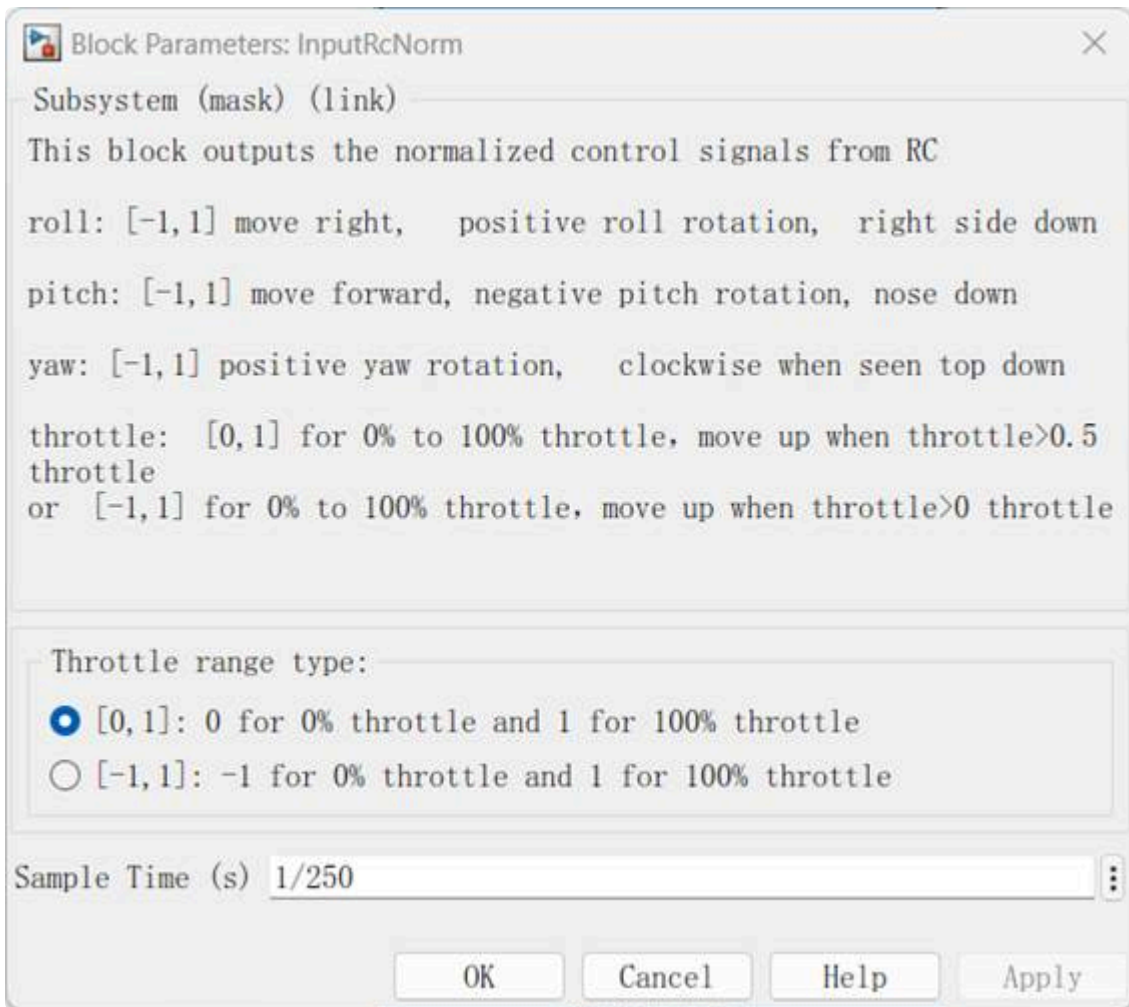 Block Parameters: InputRcNorm
Subsystem (mask) (link)
This block outputs the normalized control signals from RC
roll: [-1,1] move right, positive roll rotation, right side down
pitch: [-1,1] move forward, negative pitch rotation, nose down
yaw: [-1,1] positive yaw rotation, clockwise when seen top down
throttle: [0,1] for 0% to 100% throttle, move up when throttle>0.5
throttle
or [-1,1] for 0% to 100% throttle, move up when throttle>0 throttle
Throttle range type:
[0,1]: 0 for 0% throttle and 1 for 100% throttle
[-1,1]: -1 for 0% throttle and 1 for 100% throttle
Sample Time (s) 1/250
OK Cancel Help Apply